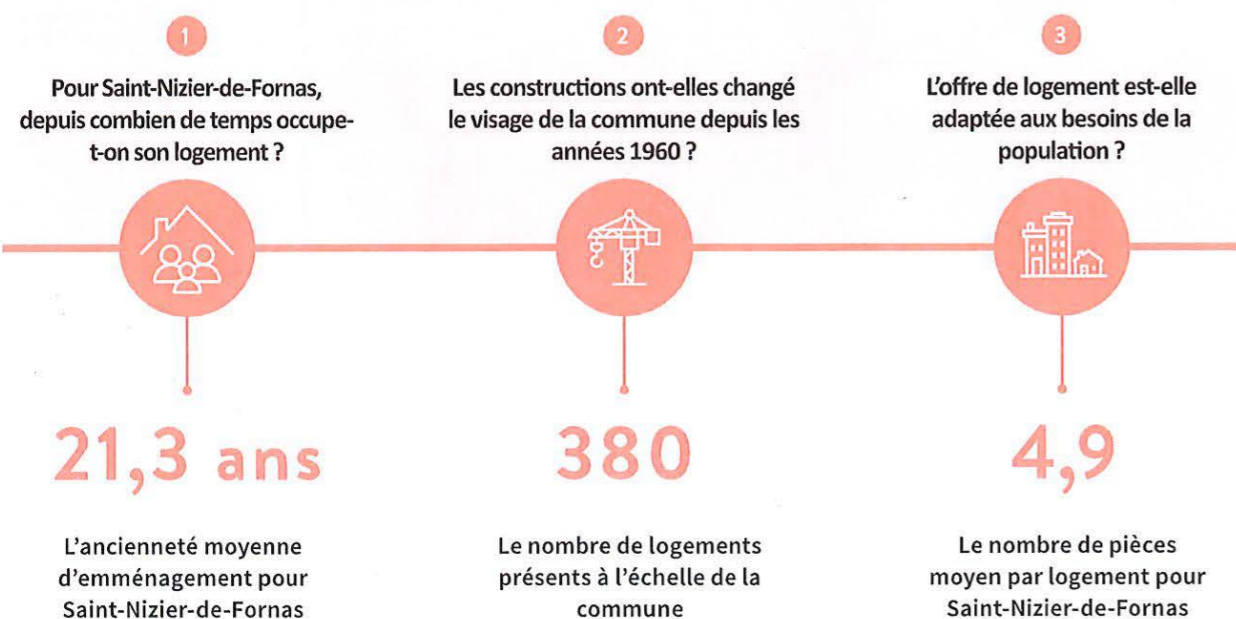 1
Pour Saint-Nizier-de-Fornas,
depuis combien de temps occupe-
t-on son logement ?
21,3 ans
L'ancienneté moyenne
d'emménagement pour
Saint-Nizier-de-Fornas
2
Les constructions ont-elles changé
le visage de la commune depuis les
années 1960 ?
380
Le nombre de logements
présents à l'échelle de la
commune
3
L'offre de logement est-elle
adaptée aux besoins de la
population ?
4,9
Le nombre de pièces
moyen par logement pour
Saint-Nizier-de-Fornas